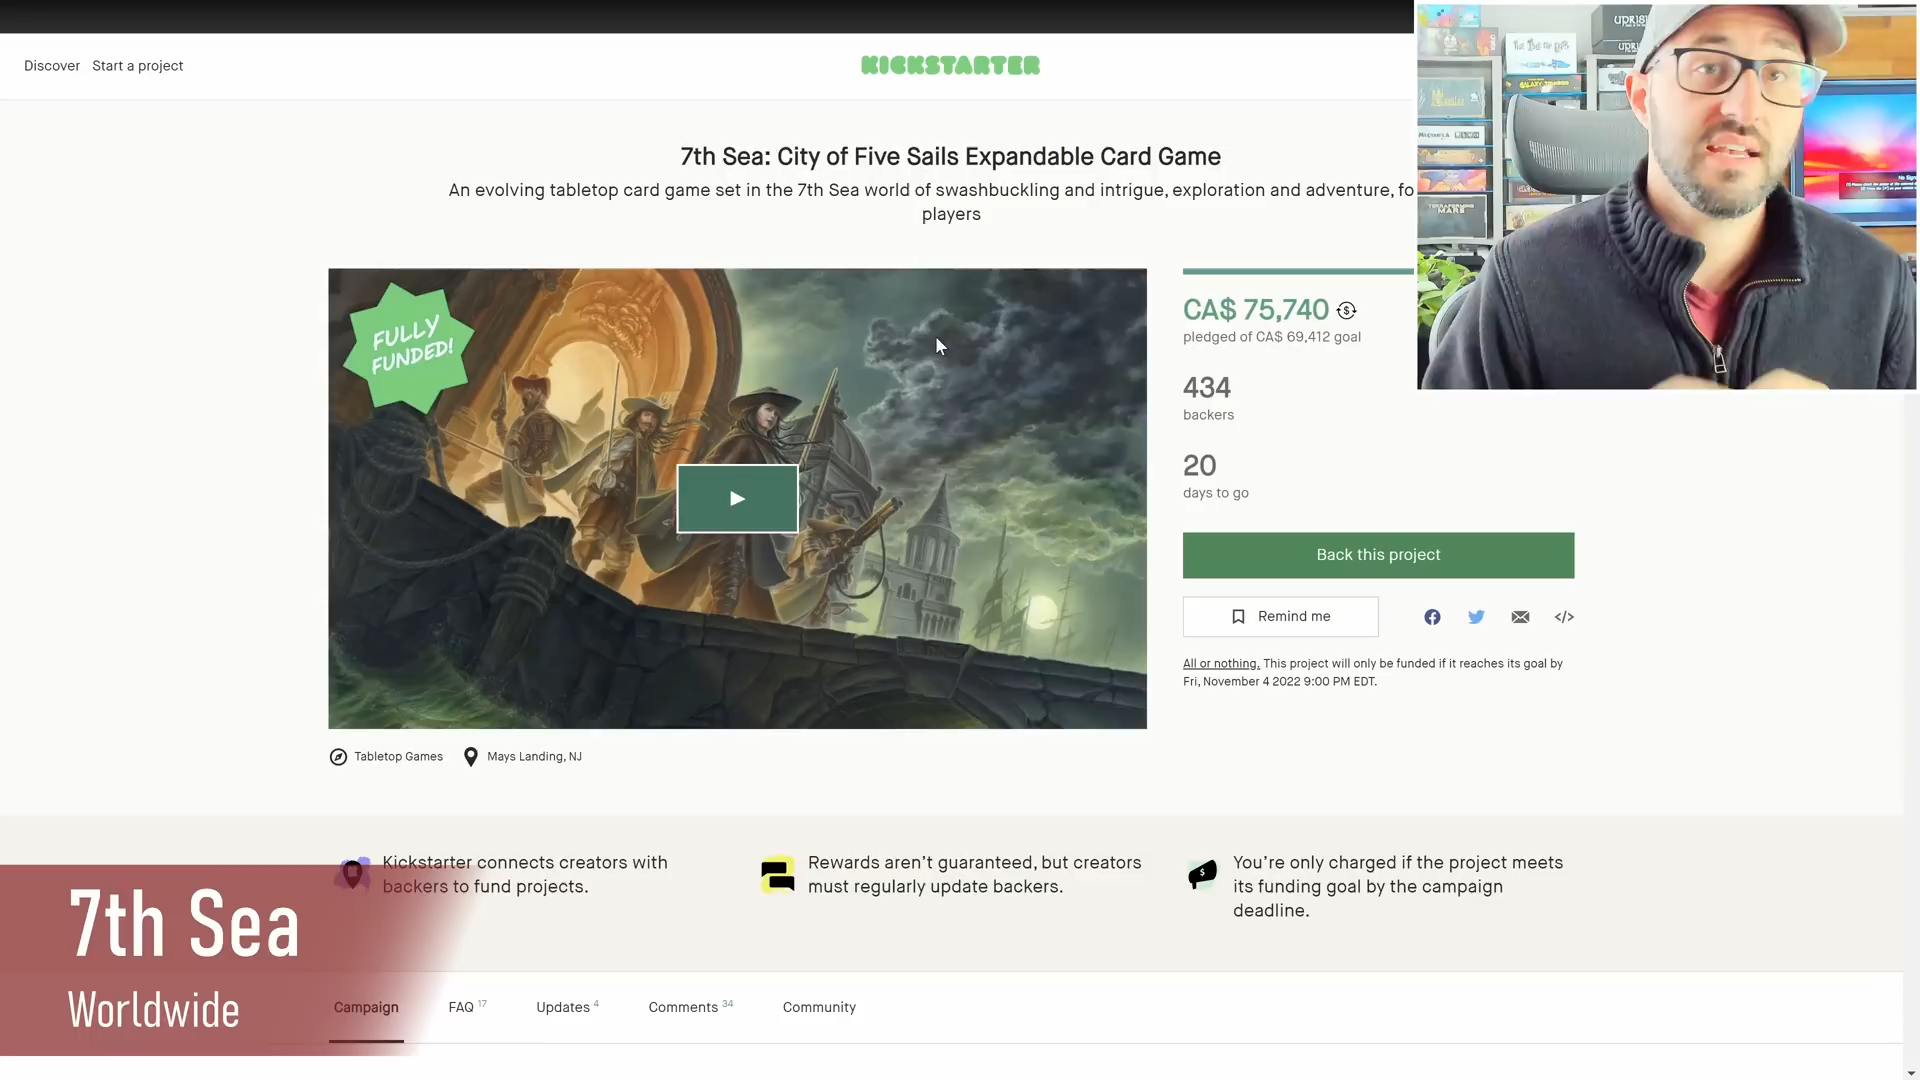 Discover Start a project
KICKSTARTER
7th Sea: City of Five Sails Expandable Card Game
An evolving tabletop card game set in the 7th Sea world of swashbuckling and intrigue, exploration and adventure, fo
players
FULLY
FUNDED!
CA$ 75,740
pledged of CA$ 69,412 goal
434
backers
20
days to go
Back this project
Remind me
All or nothing. This project will only be funded if it reaches its goal by
Fri, November 4 2022 9:00 PM EDT.
Tabletop Games Mays Landing, NJ
Kickstarter connects creators with
backers to fund projects.
Rewards aren't guaranteed, but creators
must regularly update backers.
You're only charged if the project meets
its funding goal by the campaign
deadline.
7th Sea
Worldwide
Campaign FAQ 17 Updates 4 Comments 34 Community
TERRAFORMING
MARS
No Signal